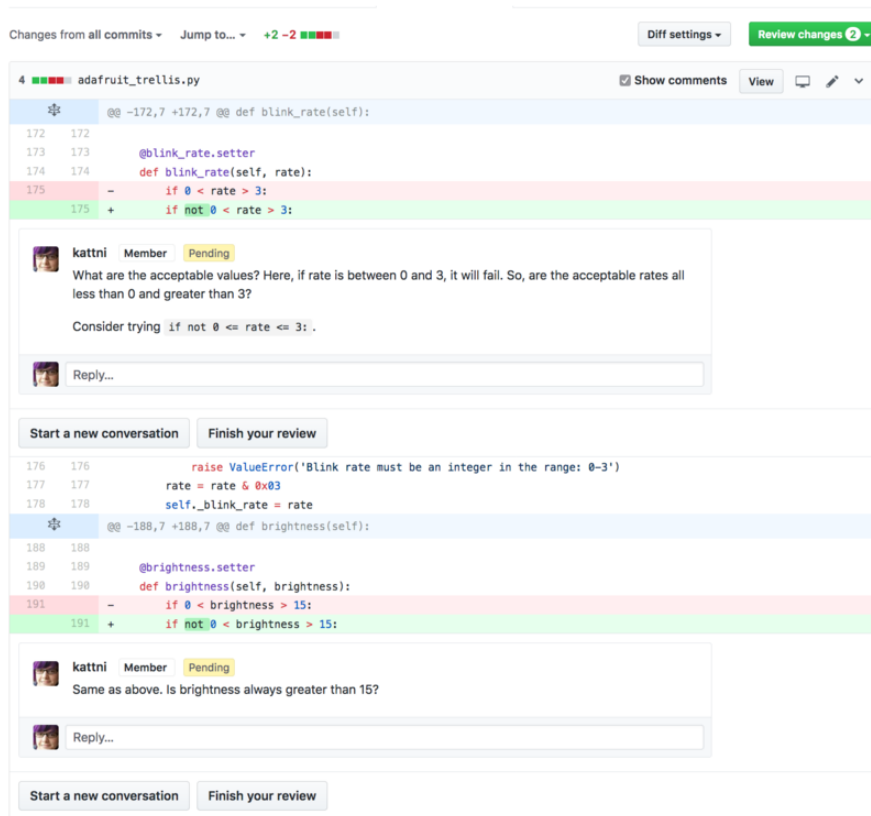 Changes from all commits Jump to... +2 −2 Diff settings Review changes 2
4 adafruit_trellis.py Show comments View
@@ -172,7 +172,7 @@ def blink_rate(self):
172 172
173 173 @blink_rate.setter
174 174 def blink_rate(self, rate):
175 - if 0 < rate > 3:
175 + if not 0 < rate > 3:
kattni Member Pending
What are the acceptable values? Here, if rate is between 0 and 3, it will fail. So, are the acceptable rates all
less than 0 and greater than 3?
Consider trying if not 0 <= rate <= 3: .
Reply...
Start a new conversation Finish your review
176 176 raise ValueError('Blink rate must be an integer in the range: 0-3')
177 177 rate = rate & 0x03
178 178 self._blink_rate = rate
@@ -188,7 +188,7 @@ def brightness(self):
188 188
189 189 @brightness.setter
190 190 def brightness(self, brightness):
191 - if 0 < brightness > 15:
191 + if not 0 < brightness > 15:
kattni Member Pending
Same as above. Is brightness always greater than 15?
Reply...
Start a new conversation Finish your review